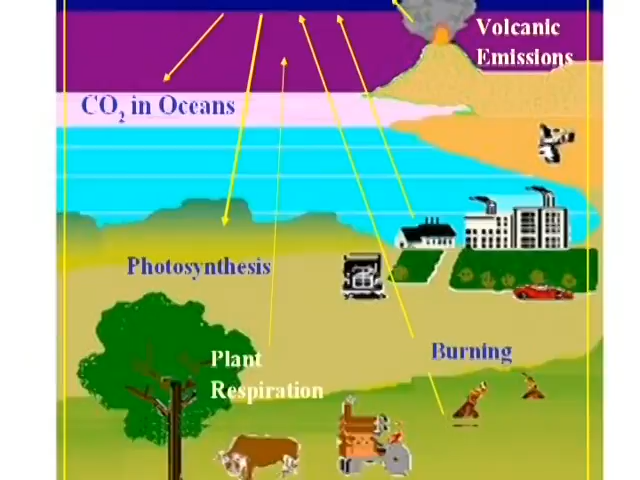 Volcanic
Emissions
CO₂ in Oceans
Photosynthesis
Burning
Plant
Respiration